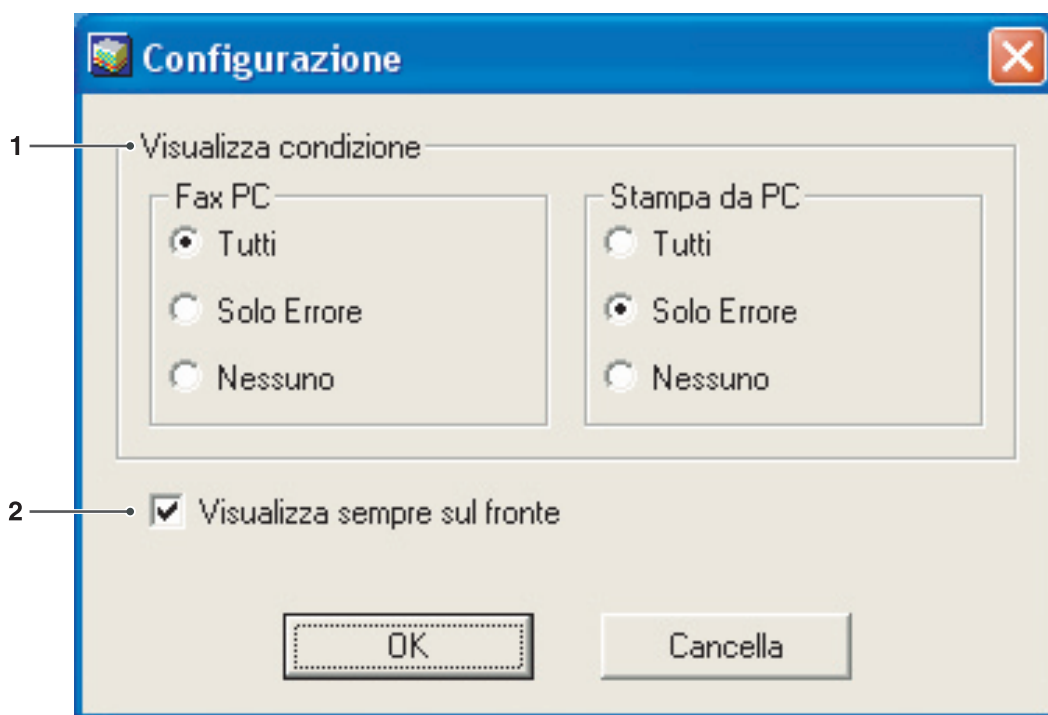 Configurazione
1
Visualizza condizione
Fax PC
Tutti
Solo Errore
Nessuno
Stampa da PC
Tutti
Solo Errore
Nessuno
2
Visualizza sempre sul fronte
OK
Cancella